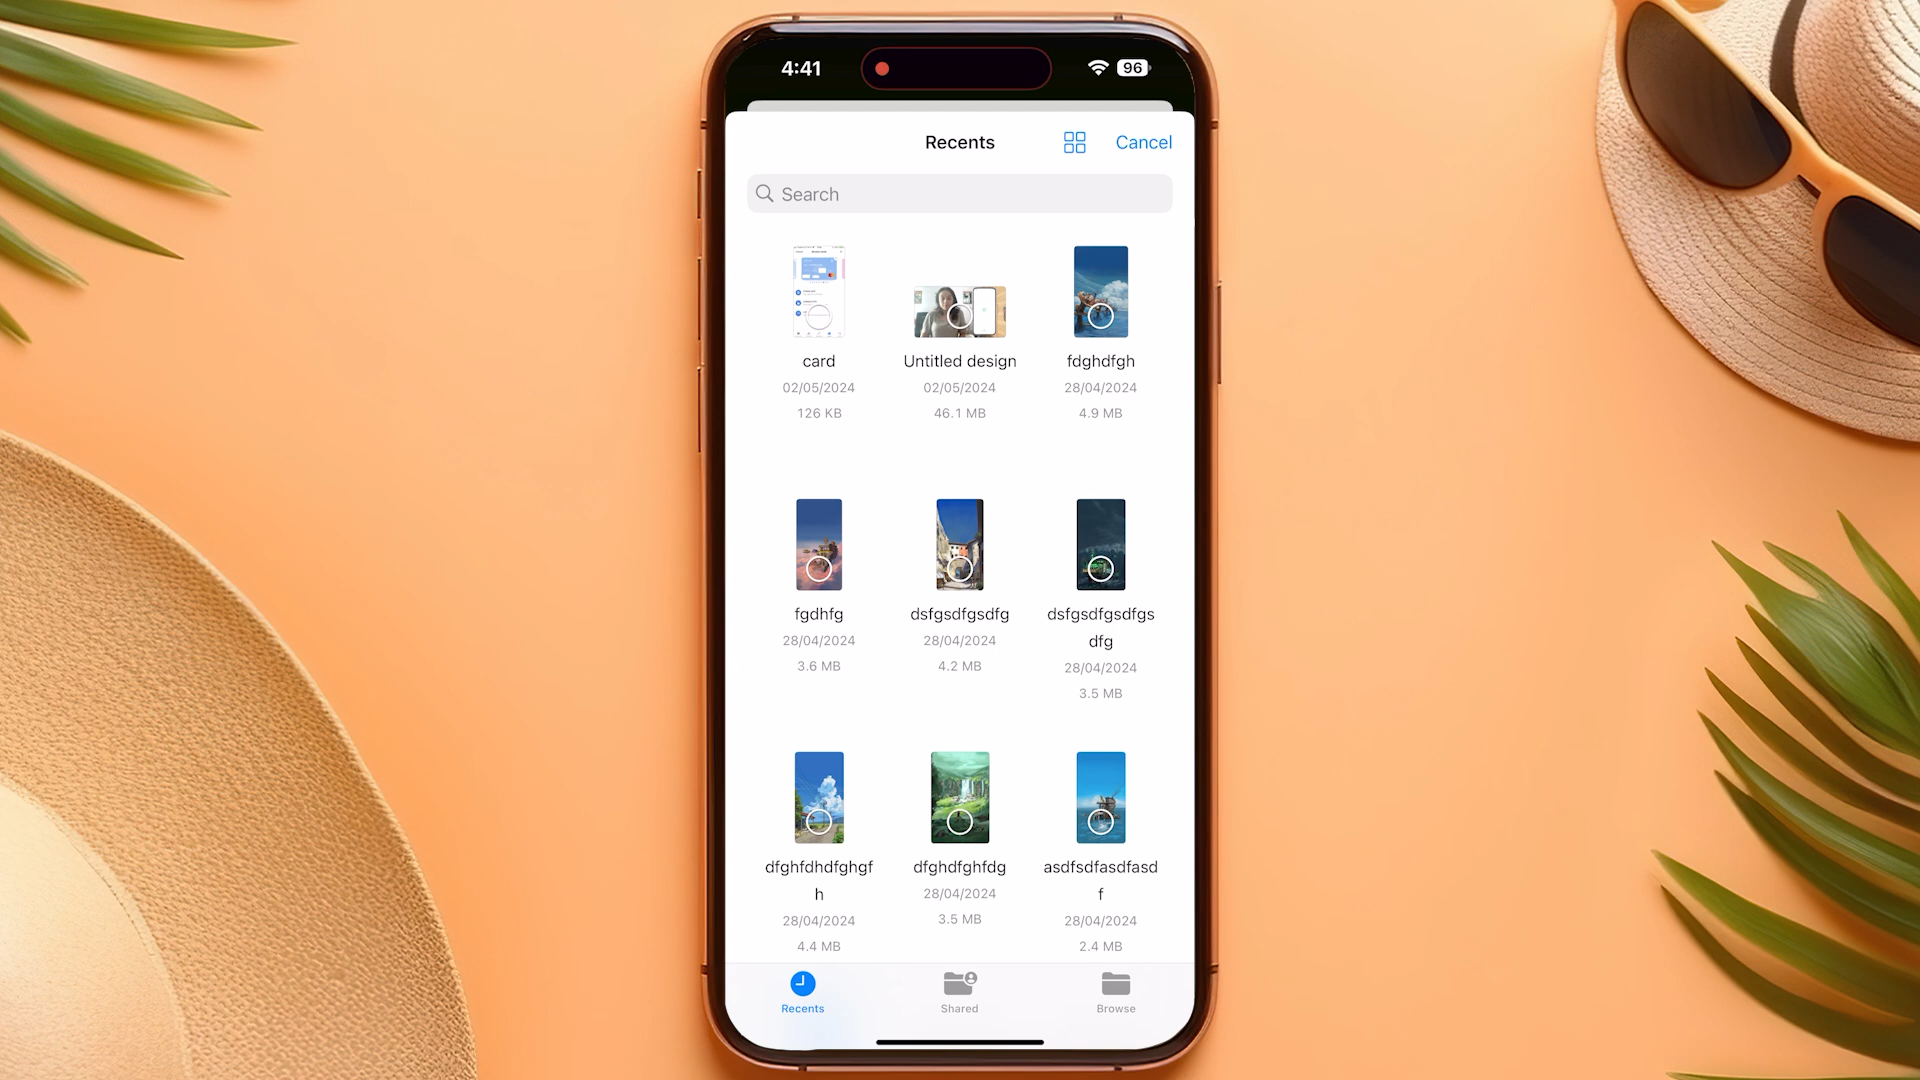 4:41
96
Recents
Cancel
Search
card
02/05/2024
126 KB
Untitled design
02/05/2024
46.1 MB
fdghdfgh
28/04/2024
4.9 MB
fgdhfg
28/04/2024
3.6 MB
dsfgsdfgsdfg
28/04/2024
4.2 MB
dsfgsdfgsdfgs
dfg
28/04/2024
3.5 MB
dfghfdhdfghgf
h
28/04/2024
4.4 MB
dfghdfghfdg
28/04/2024
3.5 MB
asdfsdfasdfasd
f
28/04/2024
2.4 MB
Recents
Shared
Browse